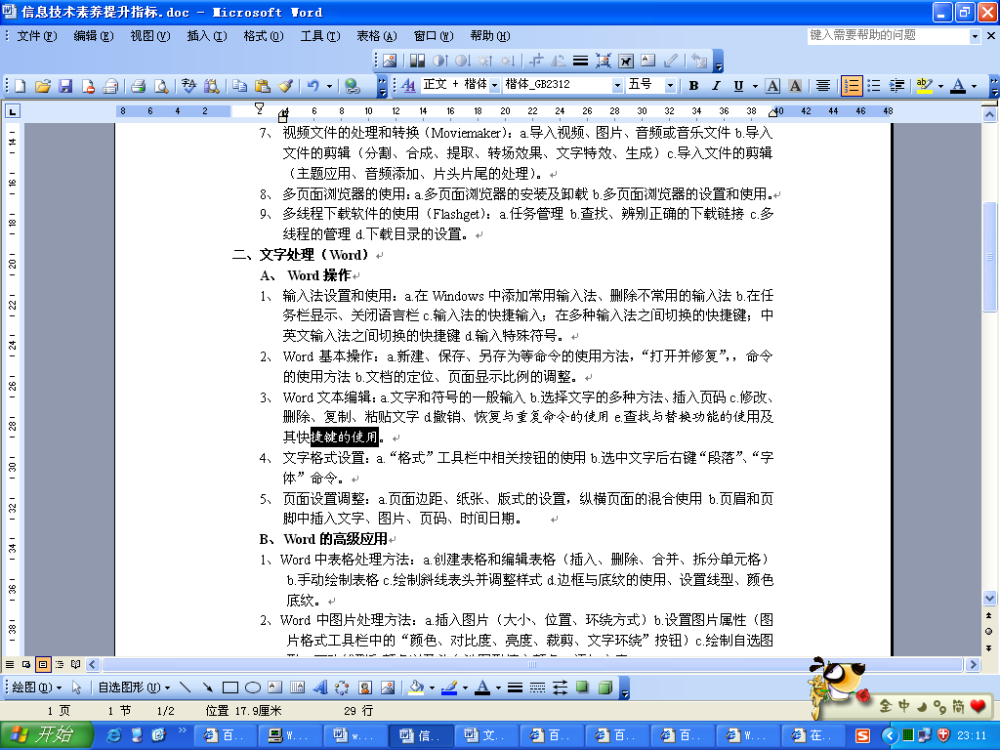 信息技术素养提升指标.doc - Microsoft Word
文件(F) 编辑(E) 视图(V) 插入(I) 格式(O) 工具(T) 表格(A) 窗口(W) 帮助(H) 键入需要帮助的问题
正文 + 楷体 楷体_GB2312 五号 B I U A A
8 6 4 2 2 4 6 8 10 12 14 16 18 20 22 24 26 28 30 32 34 36 38 40 42 44 46 48
7、 视频文件的处理和转换（Moviemaker）：a.导入视频、图片、音频或音乐文件 b.导入
文件的剪辑（分割、合成、提取、转场效果、文字特效、生成）c.导入文件的剪辑
（主题应用、音频添加、片头片尾的处理）。
8、 多页面浏览器的使用：a.多页面浏览器的安装及卸载 b.多页面浏览器的设置和使用。
9、 多线程下载软件的使用（Flashget）：a.任务管理 b.查找、辨别正确的下载链接 c.多
线程的管理 d.下载目录的设置。
二、文字处理（Word）
A、 Word 操作
1、 输入法设置和使用：a.在 Windows 中添加常用输入法、删除不常用的输入法 b.在任
务栏显示、关闭语言栏 c.输入法的快捷输入；在多种输入法之间切换的快捷键；中
英文输入法之间切换的快捷键 d.输入特殊符号。
2、 Word 基本操作：a.新建、保存、另存为等命令的使用方法，“打开并修复”，，命令
的使用方法 b.文档的定位、页面显示比例的调整。
3、 Word 文本编辑：a.文字和符号的一般输入 b.选择文字的多种方法、插入页码 c.修改、
删除、复制、粘贴文字 d.撤销、恢复与重复命令的使用 e.查找与替换功能的使用及
其快捷键的使用。
4、 文字格式设置：a.“格式”工具栏中相关按钮的使用 b.选中文字后右键“段落”、“字
体”命令。
5、 页面设置调整：a.页面边距、纸张、版式的设置，纵横页面的混合使用 b.页眉和页
脚中插入文字、图片、页码、时间日期。
B、Word 的高级应用
1、Word 中表格处理方法：a.创建表格和编辑表格（插入、删除、合并、拆分单元格）
b.手动绘制表格 c.绘制斜线表头并调整样式 d.边框与底纹的使用、设置线型、颜色
底纹。
2、Word 中图片处理方法：a.插入图片（大小、位置、环绕方式）b.设置图片属性（图
片格式工具栏中的“颜色、对比度、亮度、裁剪、文字环绕”按钮）c.绘制自选图
绘图(D) 自选图形(U)
1 页 1 节 1/2 位置 17.9厘米 29 行
全 中 简
开始 百... W... w... 信... 文... 百... 百... 百... W... 在... 23:11